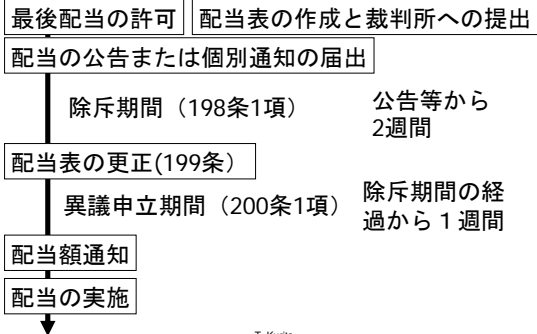 最後配当の許可 配当表の作成と裁判所への提出
配当の公告または個別通知の届出
除斥期間（198条1項） 公告等から
2週間
配当表の更正(199条）
異議申立期間（200条1項） 除斥期間の経
過から１週間
配当額通知
配当の実施
T. Kurita